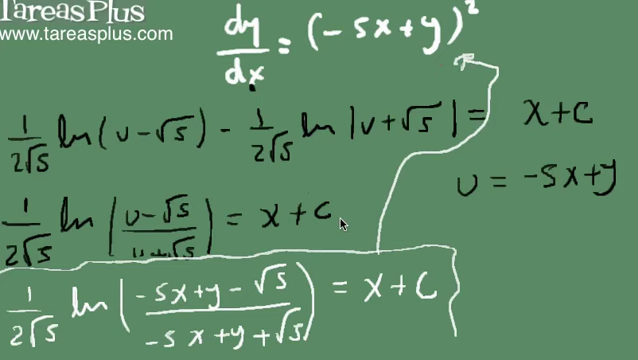 TareasPlus
www.tareasplus.com
dy/dx = (-5x+y)²
1/(2√5) ln(u-√5) - 1/(2√5) ln|u+√5| = x+c
u = -5x+y
1/(2√5) ln|(u-√5)/(u+√5)| = x+c
1/(2√5) ln|(-5x+y-√5)/(-5x+y+√5)| = x+c